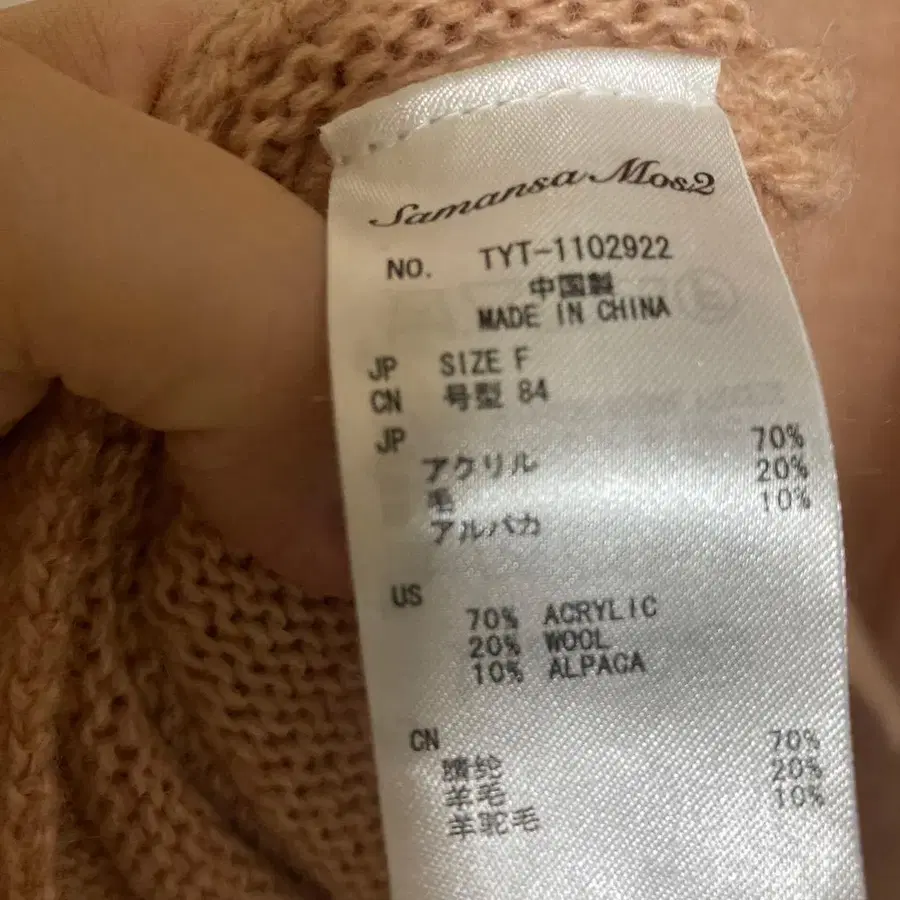 Samansa Mos2
NO. TYT-1102922
中国製
MADE IN CHINA
JP SIZE F
CN 号型 84
JP
アクリル 70%
毛 20%
アルパカ 10%
US
70% ACRYLIC
20% WOOL
10% ALPACA
CN
腈纶 70%
羊毛 20%
羊驼毛 10%